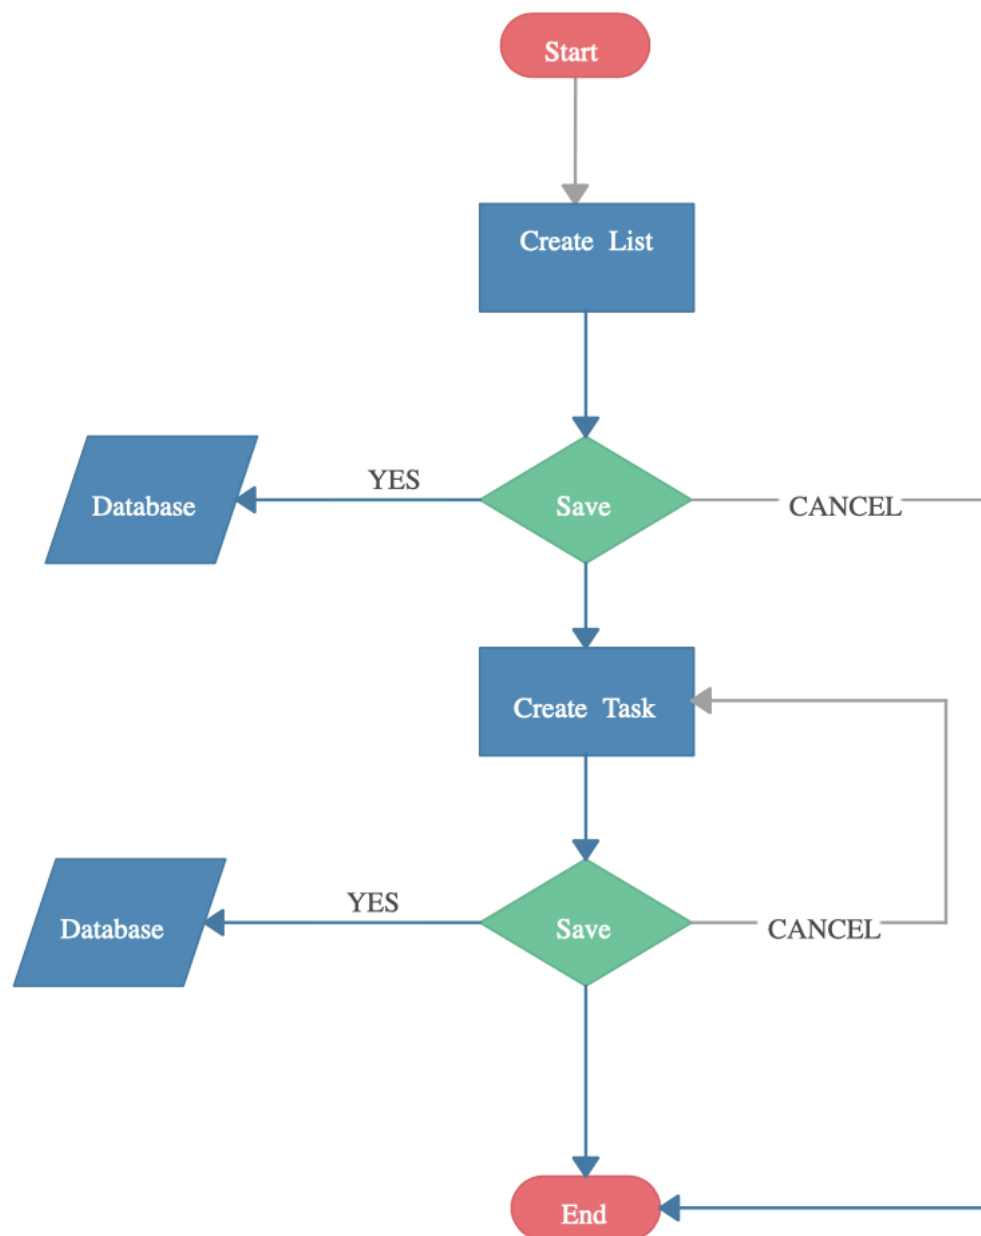 Start
Create List
YES
Database
Save
CANCEL
Create Task
YES
Database
Save
CANCEL
End